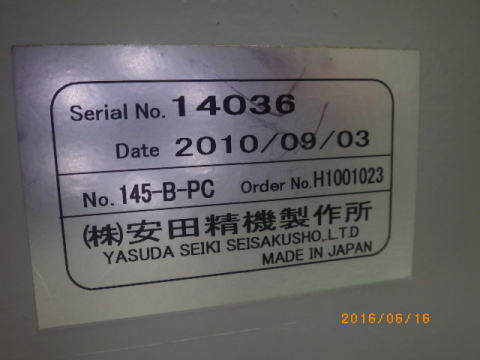 Serial No. 14036
Date 2010/09/03
No. 145-B-PC Order No. H1001023
(株)安田精機製作所
YASUDA SEIKI SEISAKUSHO,L.T.D
MADE IN JAPAN
2016/06/16